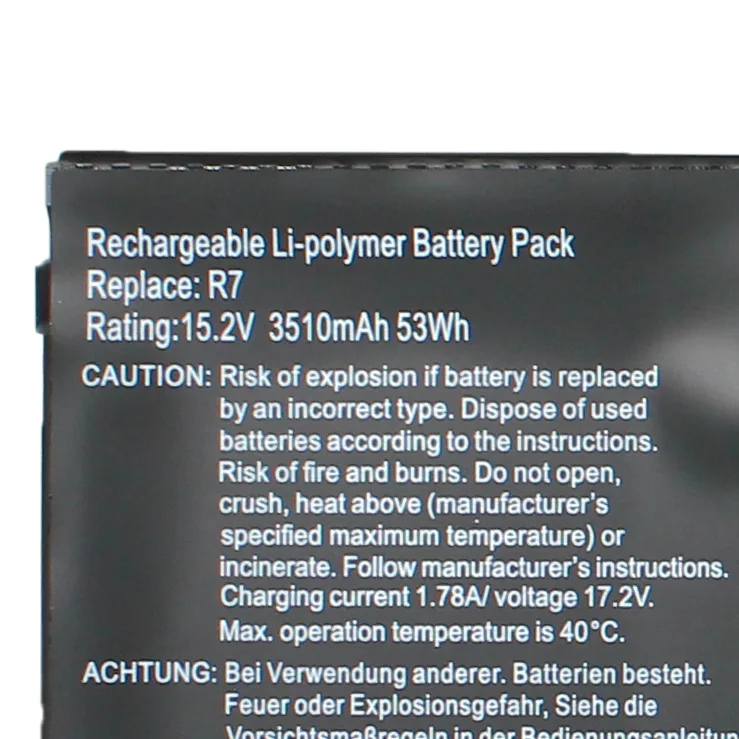 Rechargeable Li-polymer Battery Pack
Replace: R7
Rating:15.2V 3510mAh 53Wh
CAUTION: Risk of explosion if battery is replaced
by an incorrect type. Dispose of used
batteries according to the instructions.
Risk of fire and burns. Do not open,
crush, heat above (manufacturer's
specified maximum temperature) or
incinerate. Follow manufacturer's instructions.
Charging current 1.78A/ voltage 17.2V.
Max. operation temperature is 40°C.
ACHTUNG: Bei Verwendung anderer. Batterien besteht.
Feuer oder Explosionsgefahr, Siehe die
Vorsichtsmaßregeln in der